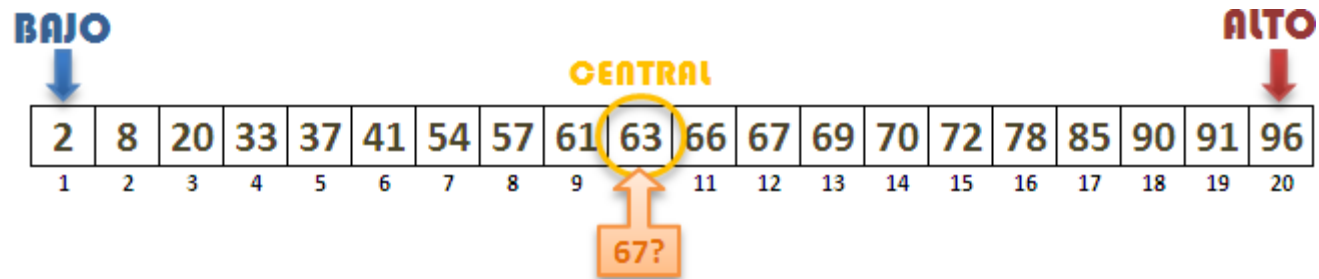 BAJO
ALTO
CENTRAL
2 8 20 33 37 41 54 57 61 63 66 67 69 70 72 78 85 90 91 96
1 2 3 4 5 6 7 8 9 11 12 13 14 15 16 17 18 19 20
67?